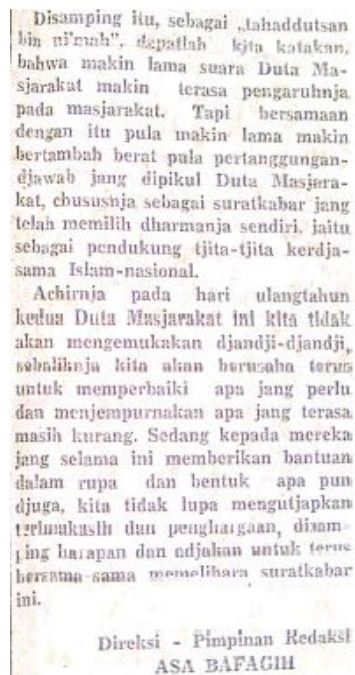 Disamping itu, sebagai „tahaddutsan
bin ni'mah”, dapatlah kita katakan,
bahwa makin lama suara Duta Ma-
sjarakat makin terasa pengaruhnja
pada masjarakat. Tapi bersamaan
dengan itu pula makin lama makin
bertambah berat pula pertanggungan-
djawab jang dipikul Duta Masjara-
kat, chususnja sebagai suratkabar jang
telah memilih dharmanja sendiri, jaitu
sebagai pendukung tjita-tjita kerdja-
sama Islam-nasional.
Achirnja pada hari ulangtahun
kedua Duta Masjarakat ini kita tidak
akan mengemukakan djandji-djandji,
sebaliknja kita akan berusaha terus
untuk memperbaiki apa jang perlu
dan menjempurnakan apa jang terasa
masih kurang. Sedang kepada mereka
jang selama ini memberikan bantuan
dalam rupa dan bentuk apa pun
djuga, kita tidak lupa mengutjapkan
terimakasih dan penghargaan, disam-
ping harapan dan adjakan untuk terus
bersama-sama memelihara suratkabar
ini.
Direksi - Pimpinan Redaksi
ASA BAFAGIH